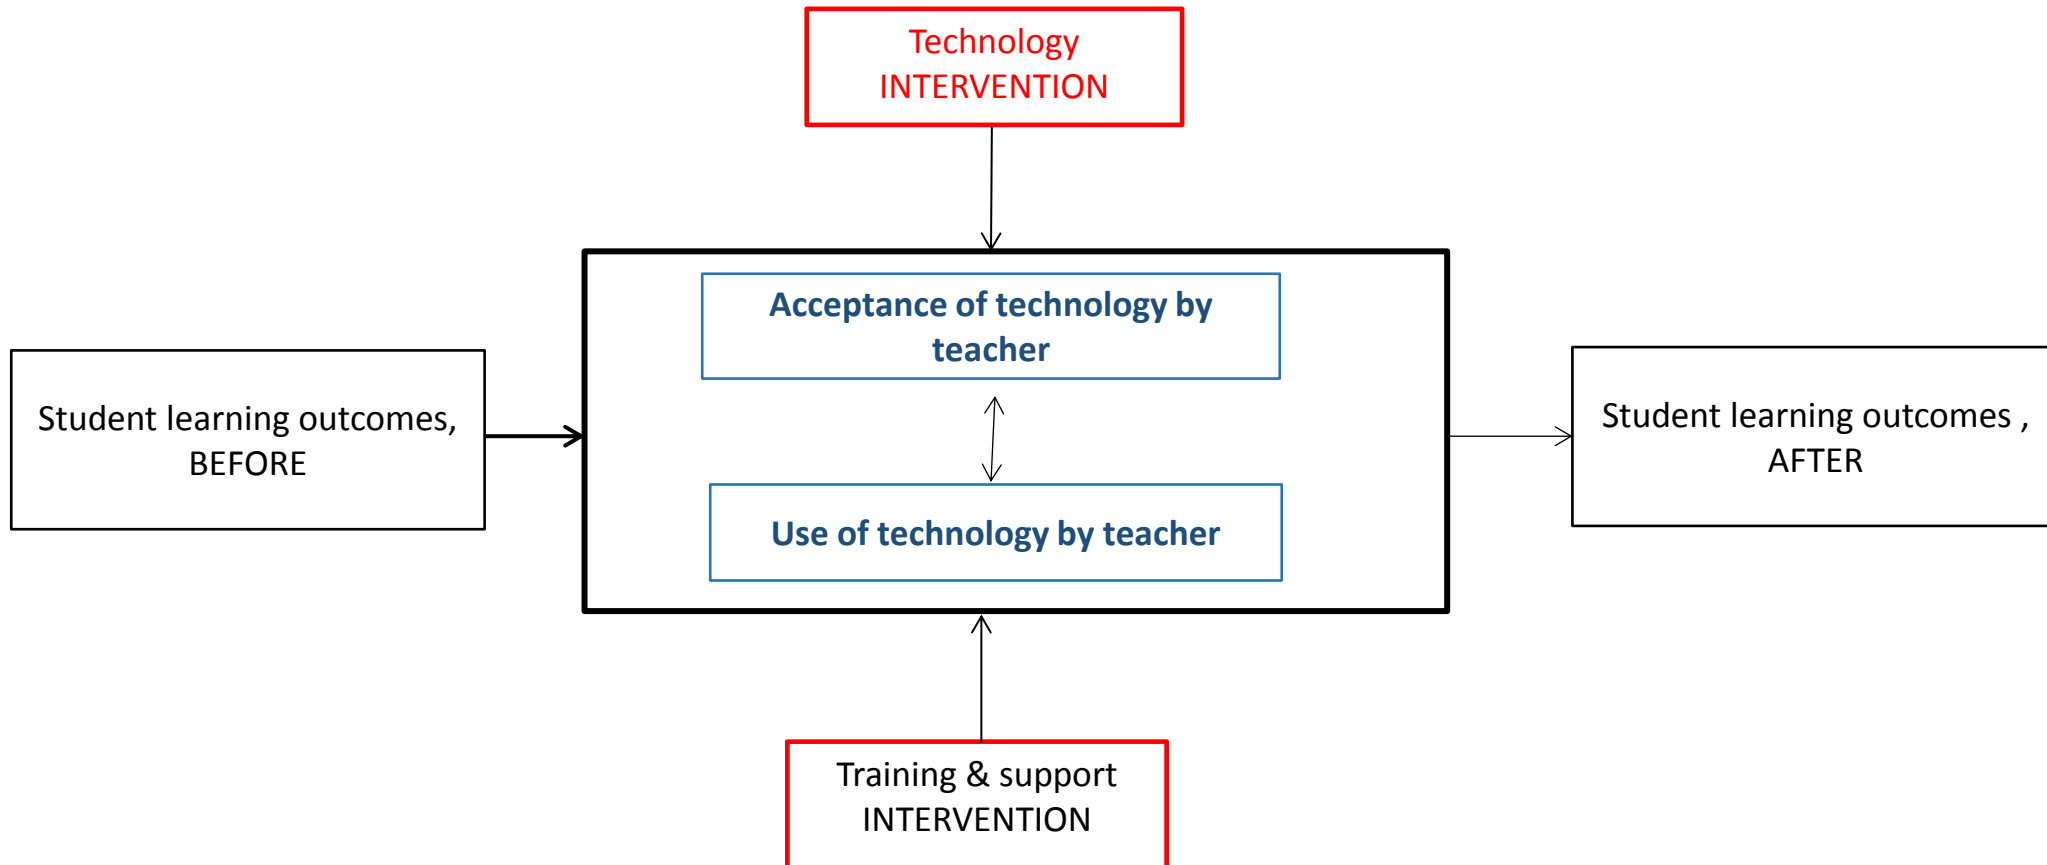 Technology
INTERVENTION
Acceptance of technology by
teacher
Student learning outcomes,
BEFORE
Student learning outcomes ,
AFTER
Use of technology by teacher
Training & support
INTERVENTION